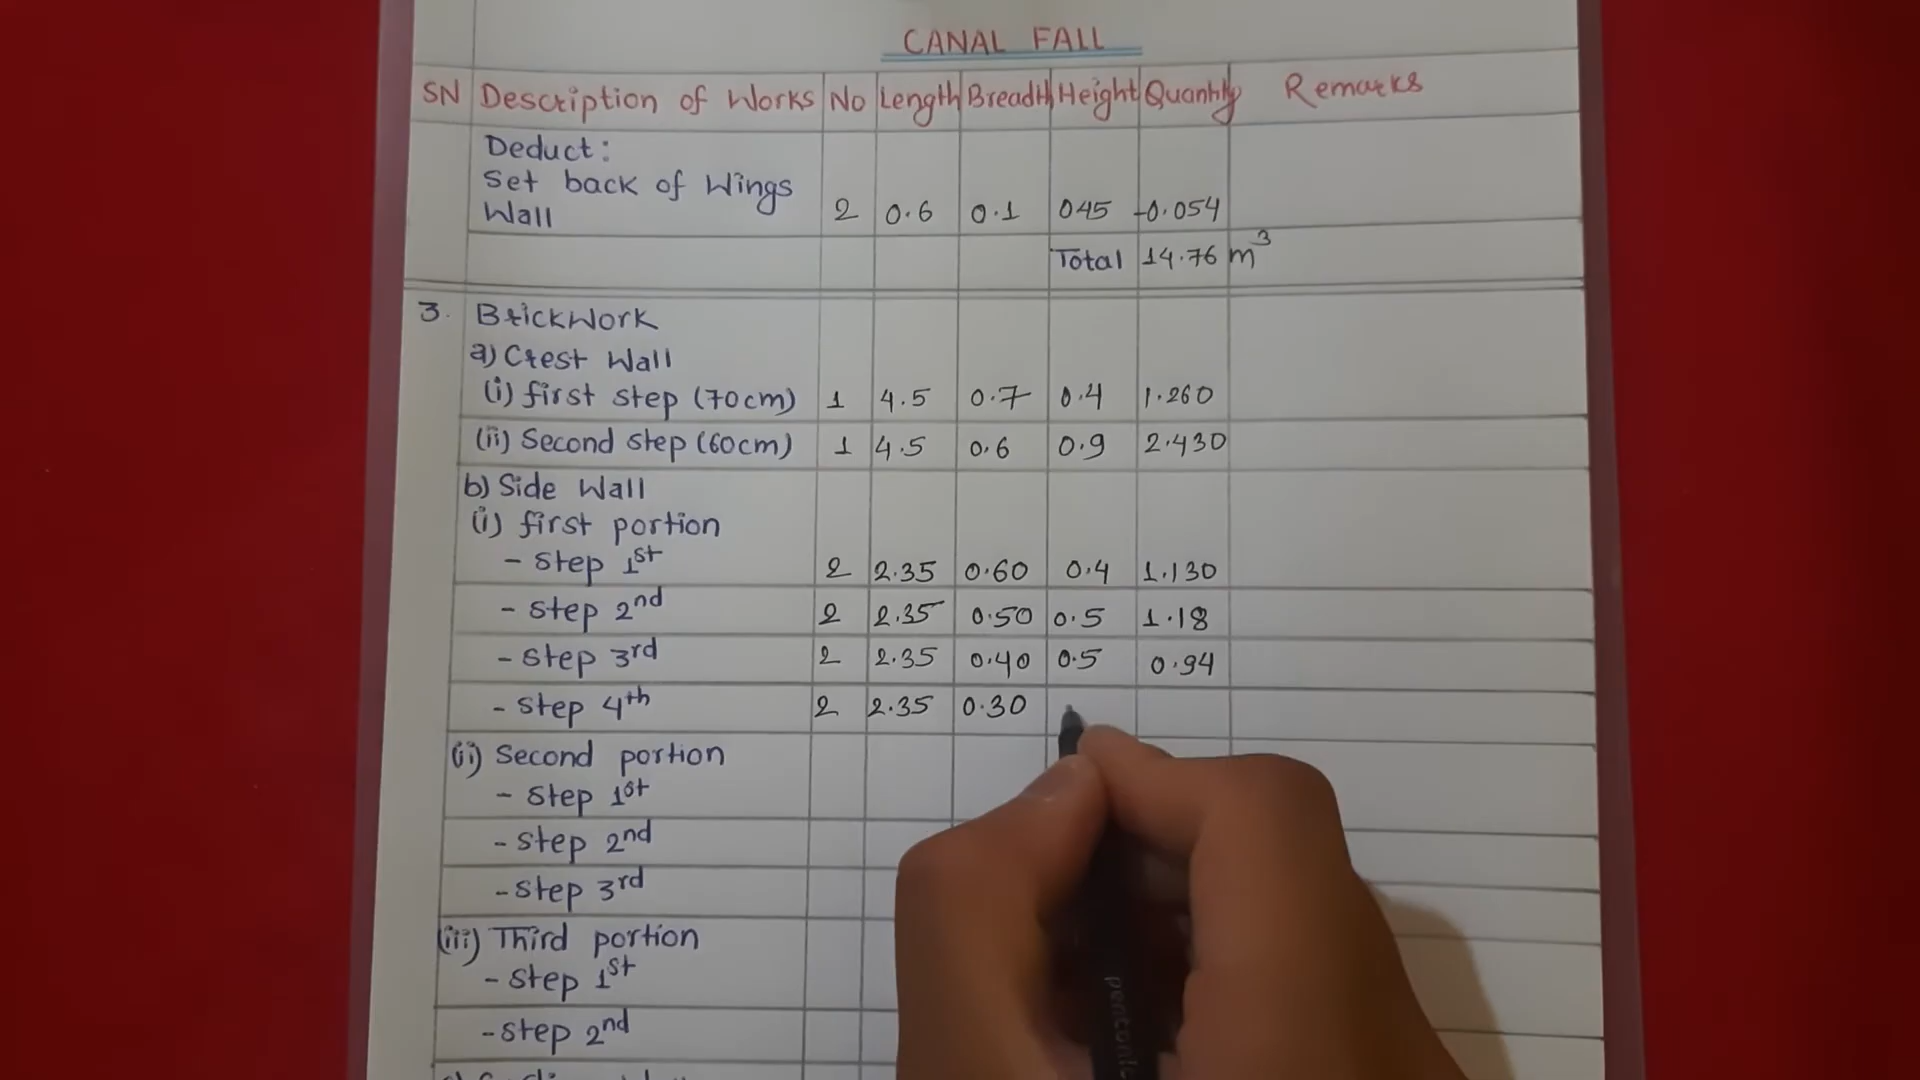 CANAL FALL
SN Description of Works No Length Breadth Height Quantity Remarks
Deduct:
Set back of Wings
Wall 2 0.6 0.1 045 -0.054
Total 14.76 m³
3. Brickwork
a) Crest Wall
(i) first step (70cm) 1 4.5 0.7 0.4 1.260
(ii) Second step (60cm) 1 4.5 0.6 0.9 2.430
b) Side Wall
(i) first portion
- Step 1st 2 2.35 0.60 0.4 1.130
- Step 2nd 2 2.35 0.50 0.5 1.18
- Step 3rd 2 2.35 0.40 0.5 0.94
- Step 4th 2 2.35 0.30
(ii) Second portion
- Step 1st
- Step 2nd
- Step 3rd
(iii) Third portion
- Step 1st
- Step 2nd